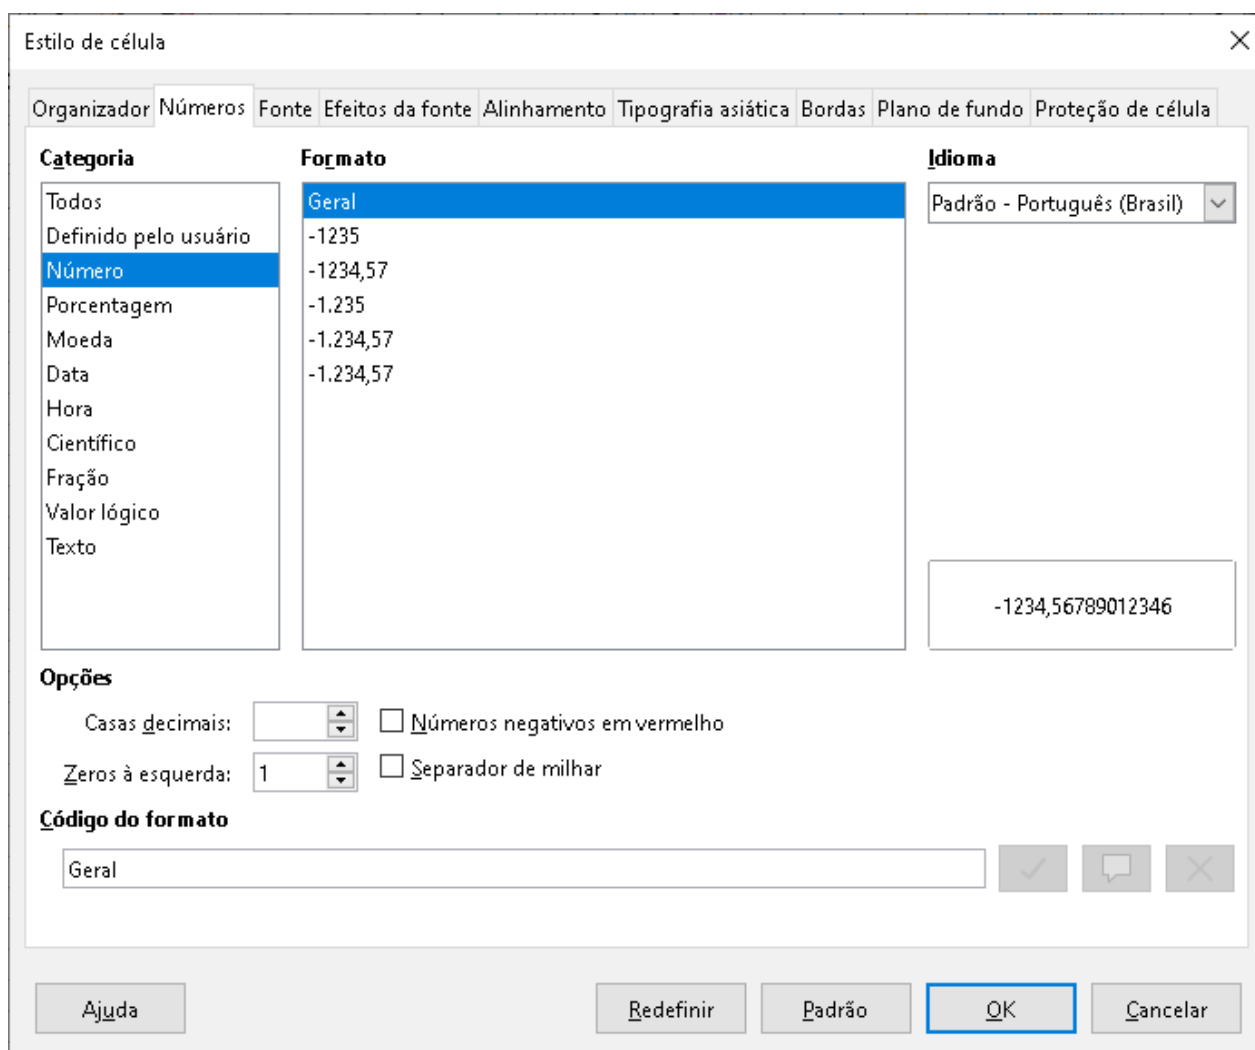 Estilo de célula
Organizador Números Fonte Efeitos da fonte Alinhamento Tipografia asiática Bordas Plano de fundo Proteção de célula
Categoria
Todos
Definido pelo usuário
Número
Porcentagem
Moeda
Data
Hora
Científico
Fração
Valor lógico
Texto
Formato
Geral
-1235
-1234,57
-1.235
-1.234,57
-1.234,57
Idioma
Padrão - Português (Brasil)
-1234,56789012346
Opções
Casas decimais:
Números negativos em vermelho
Zeros à esquerda: 1
Separador de milhar
Código do formato
Geral
Ajuda Redefinir Padrão OK Cancelar